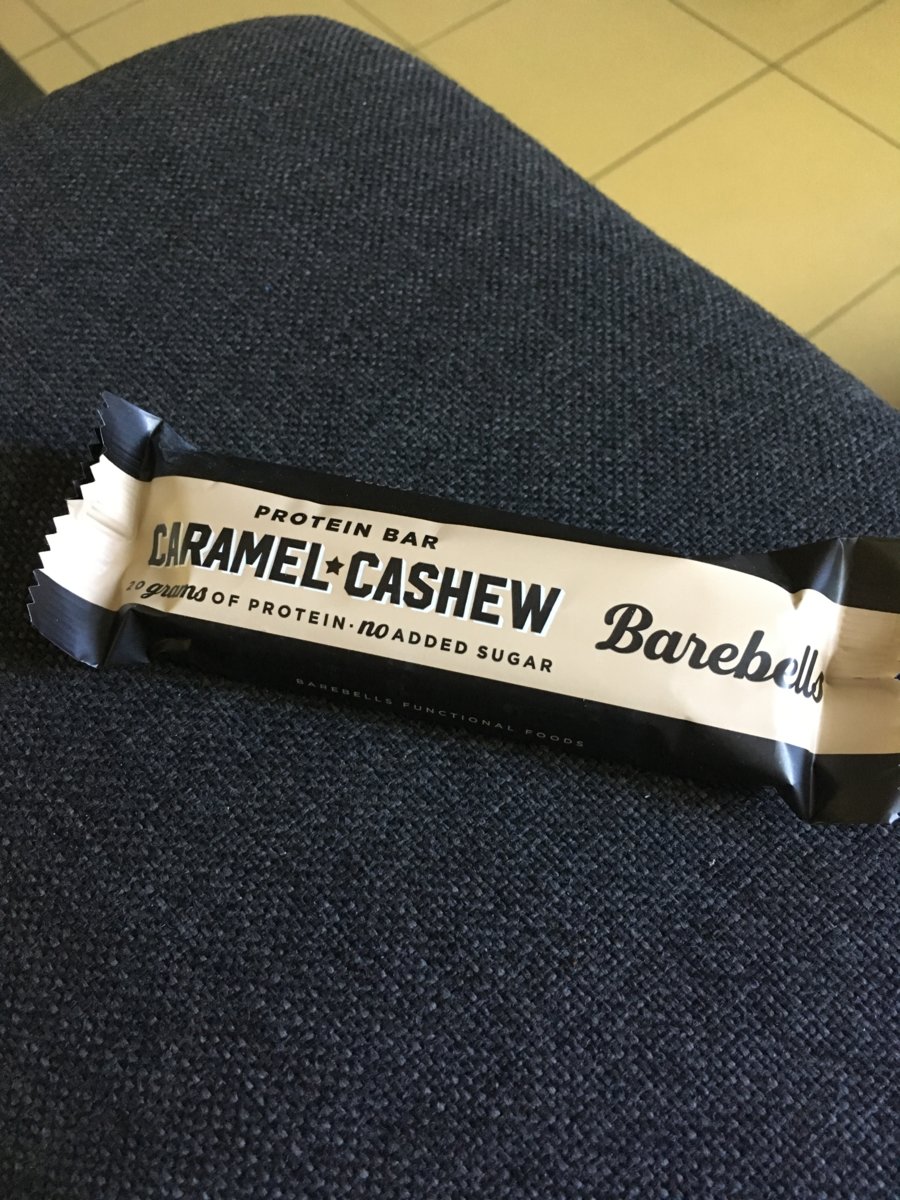 PROTEIN BAR
CARAMEL★CASHEW
20 grams OF PROTEIN · no ADDED SUGAR
Barebells
BAREBELLS FUNCTIONAL FOODS